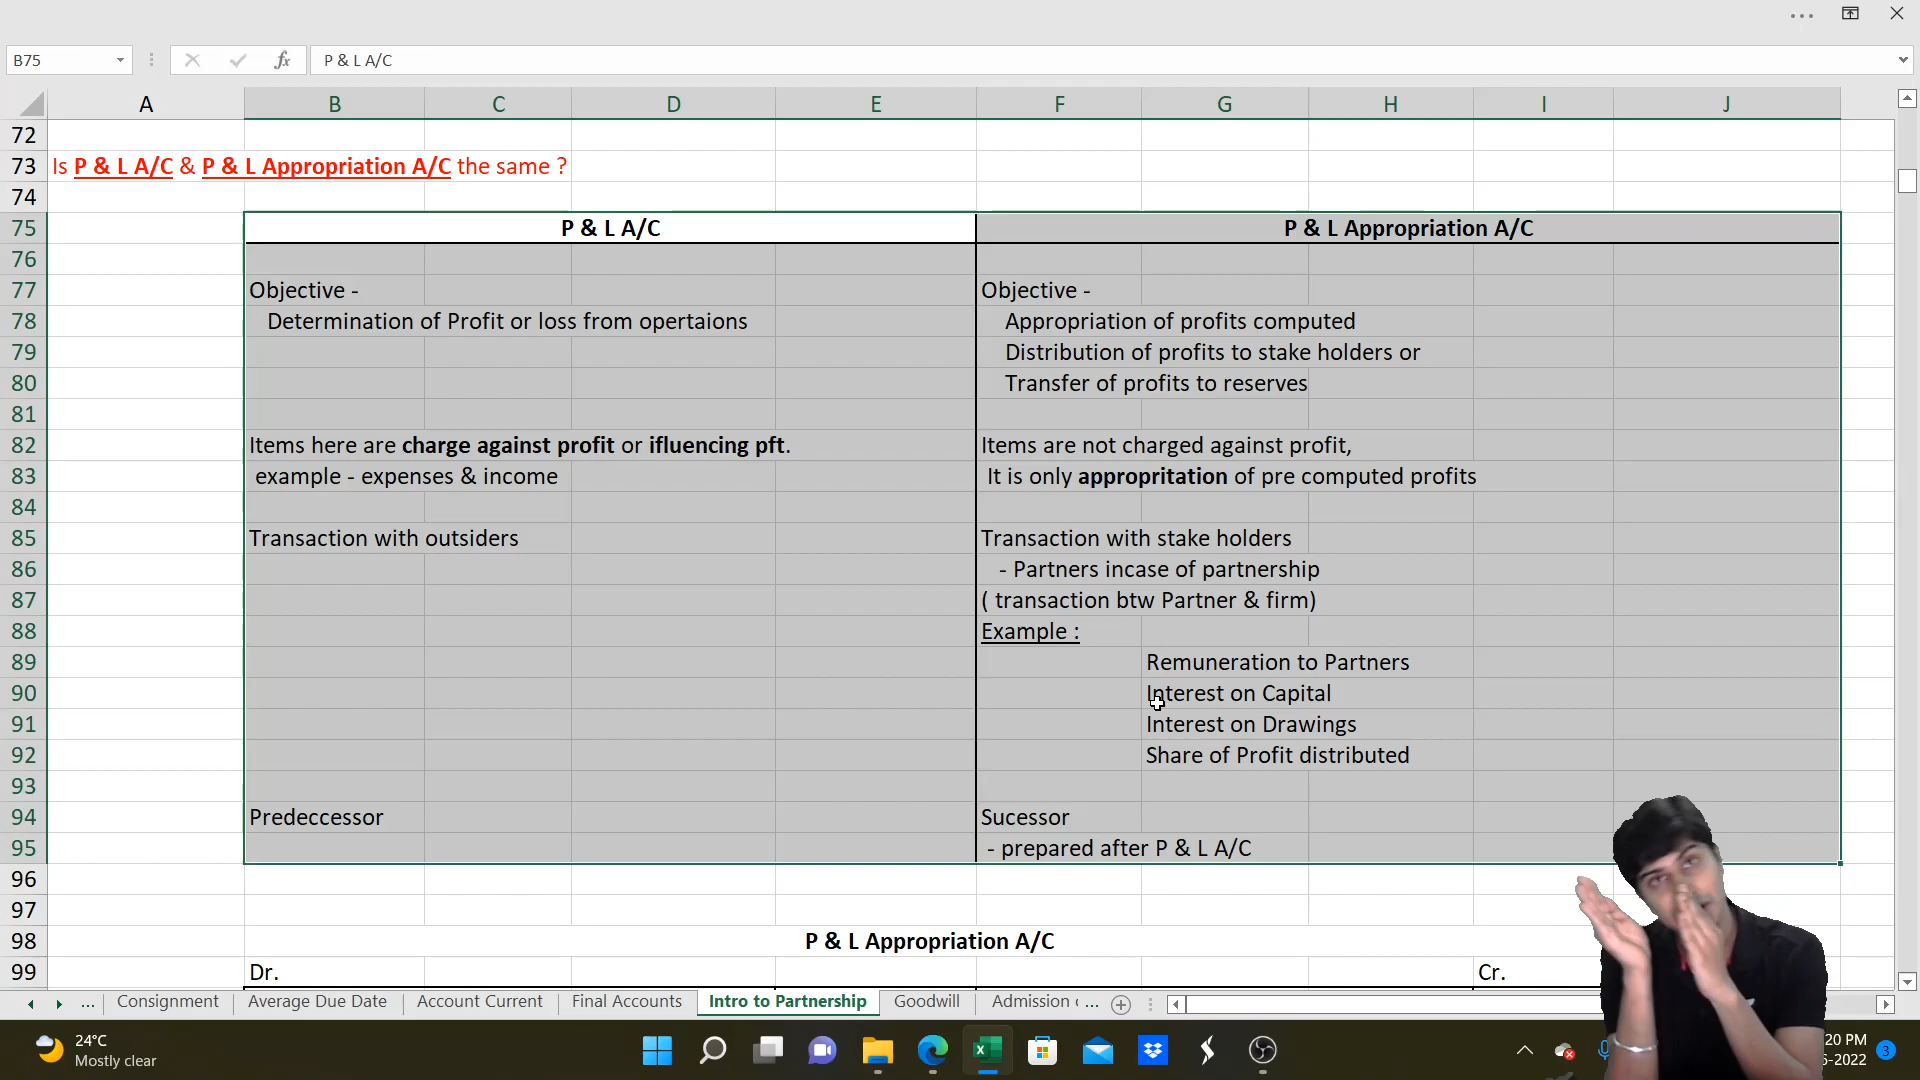 B75
fx
P & L A/C
A B C D E F G H I J
72
73 Is P & L A/C & P & L Appropriation A/C the same ?
74
75 P & L A/C P & L Appropriation A/C
76
77 Objective - Objective -
78 Determination of Profit or loss from opertaions Appropriation of profits computed
79 Distribution of profits to stake holders or
80 Transfer of profits to reserves
81
82 Items here are charge against profit or ifluencing pft. Items are not charged against profit,
83 example - expenses & income It is only appropritation of pre computed profits
84
85 Transaction with outsiders Transaction with stake holders
86 - Partners incase of partnership
87 ( transaction btw Partner & firm)
88 Example :
89 Remuneration to Partners
90 Interest on Capital
91 Interest on Drawings
92 Share of Profit distributed
93
94 Predeccessor Sucessor
95 - prepared after P & L A/C
96
97
98 P & L Appropriation A/C
99 Dr. Cr.
... Consignment Average Due Date Account Current Final Accounts Intro to Partnership Goodwill Admission ...
24°C
Mostly clear
20 PM
-2022
3